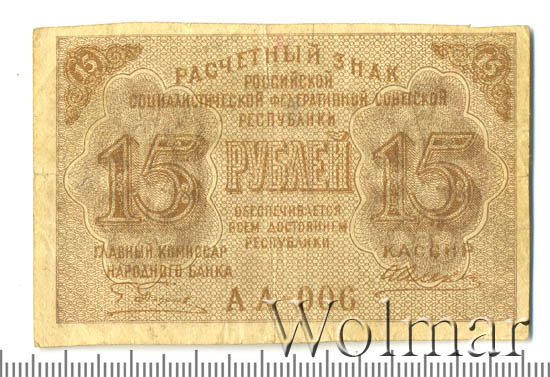 15 15
РАСЧЕТНЫЙ ЗНАК
РОССИЙСКОЙ
СОЦИАЛИСТИЧЕСКОЙ ФЕДЕРАТИВНОЙ СОВЕТСКОЙ
РЕСПУБЛИКИ
15 РУБЛЕЙ 15
ОБЕСПЕЧИВАЕТСЯ
ВСЕМ ДОСТОЯНИЕМ
РЕСПУБЛИКИ
ГЛАВНЫЙ КОМИССАР
НАРОДНОГО БАНКА
КАССИР
АА-006
Wolmar